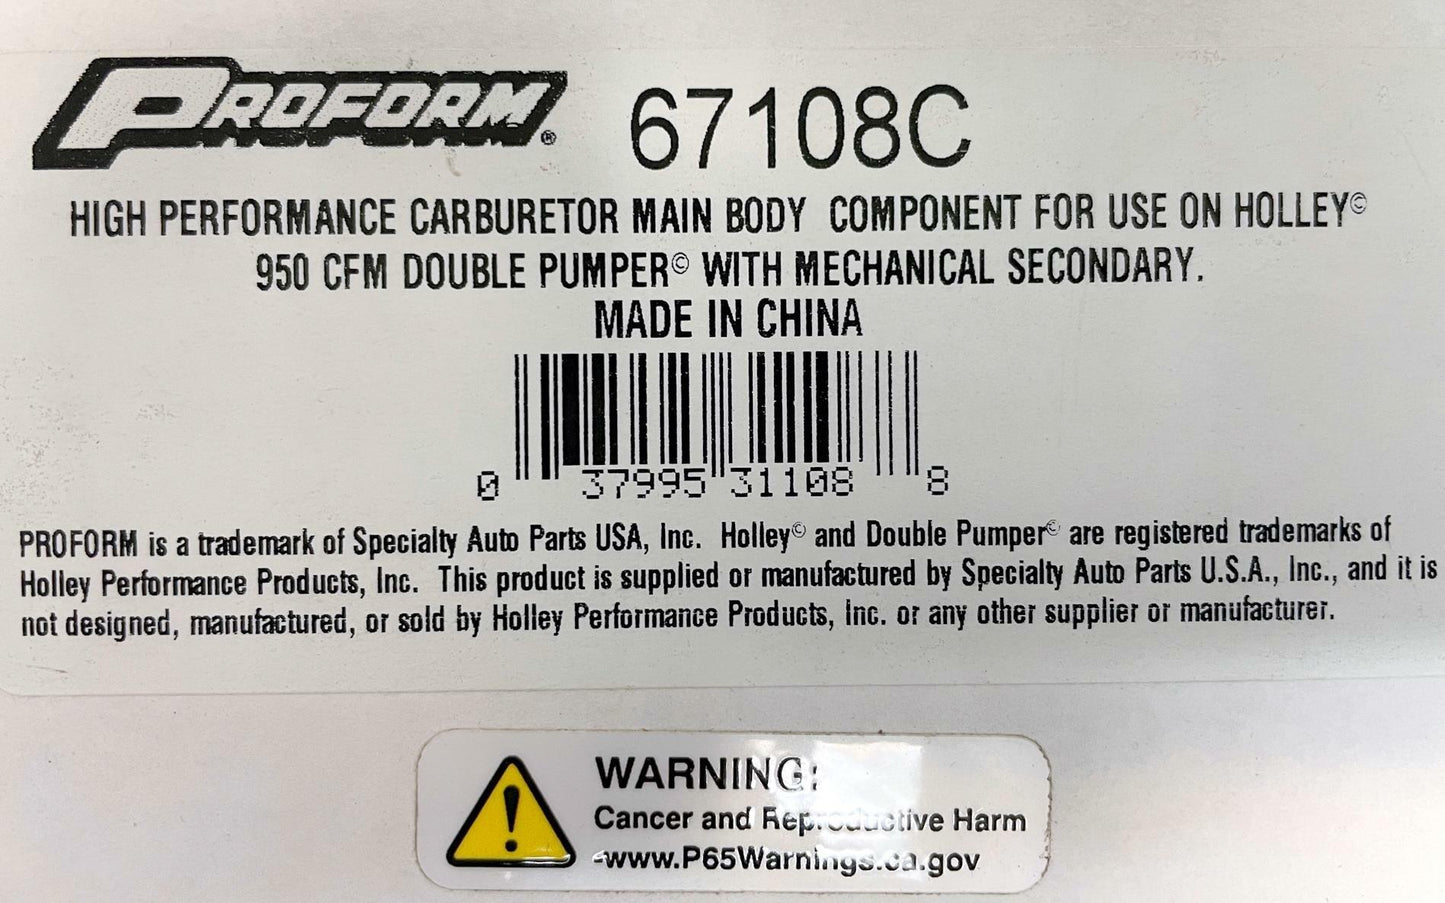 PROFORM® 67108C
HIGH PERFORMANCE CARBURETOR MAIN BODY COMPONENT FOR USE ON HOLLEY©
950 CFM DOUBLE PUMPER© WITH MECHANICAL SECONDARY.
MADE IN CHINA
0 37995 31108 8
PROFORM is a trademark of Specialty Auto Parts USA, Inc. Holley© and Double Pumper© are registered trademarks of
Holley Performance Products, Inc. This product is supplied or manufactured by Specialty Auto Parts U.S.A., Inc., and it is
not designed, manufactured, or sold by Holley Performance Products, Inc. or any other supplier or manufacturer.
WARNING:
Cancer and Reproductive Harm
-www.P65Warnings.ca.gov